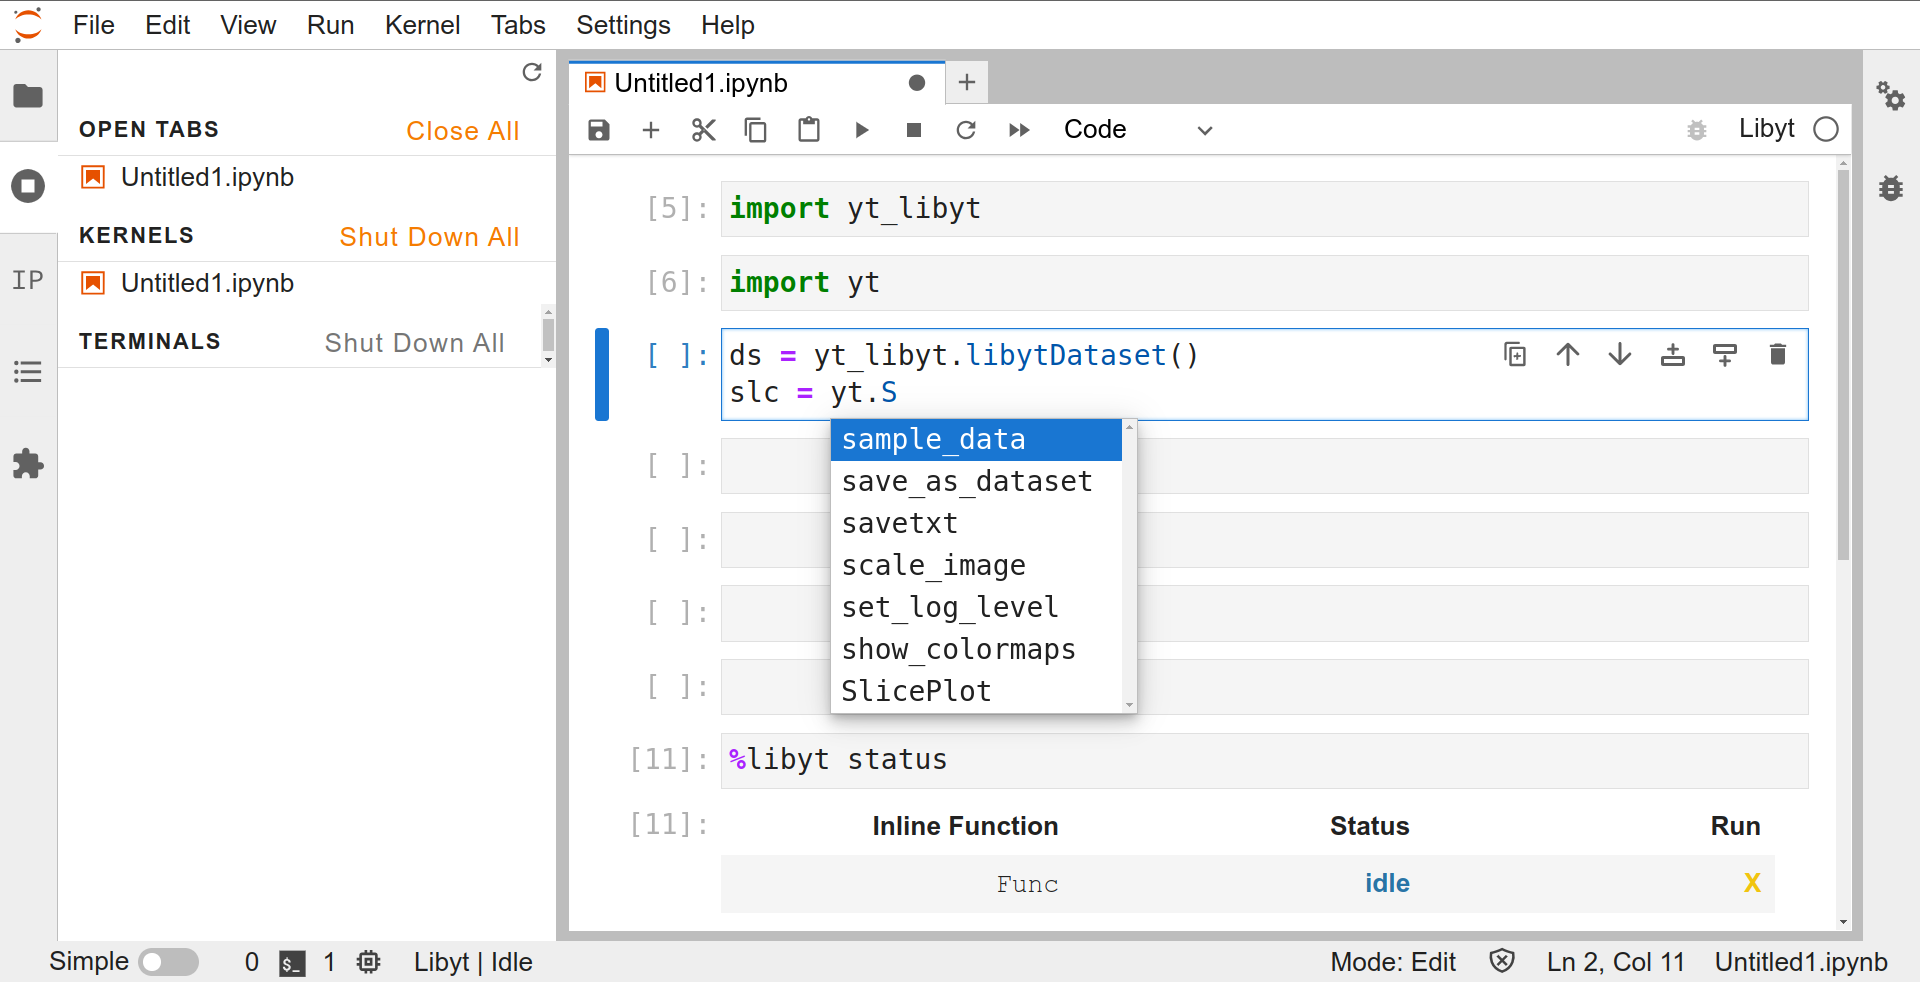 File Edit View Run Kernel Tabs Settings Help
OPEN TABS Close All
Untitled1.ipynb
KERNELS Shut Down All
Untitled1.ipynb
TERMINALS Shut Down All
IP
Untitled1.ipynb
Code
Libyt
[5]: import yt_libyt
[6]: import yt
[ ]: ds = yt_libyt.libytDataset()
slc = yt.S
sample_data
save_as_dataset
savetxt
scale_image
set_log_level
show_colormaps
SlicePlot
[ ]:
[ ]:
[ ]:
[ ]:
[11]: %libyt status
[11]: Inline Function Status Run
Func idle X
Simple 0 $_ 1 Libyt | Idle Mode: Edit Ln 2, Col 11 Untitled1.ipynb